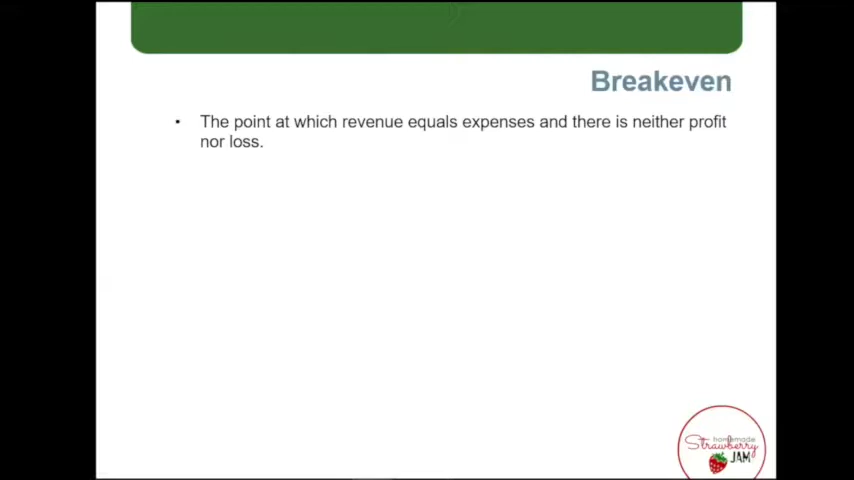 Breakeven
• The point at which revenue equals expenses and there is neither profit
nor loss.
homemade
Strawberry
JAM